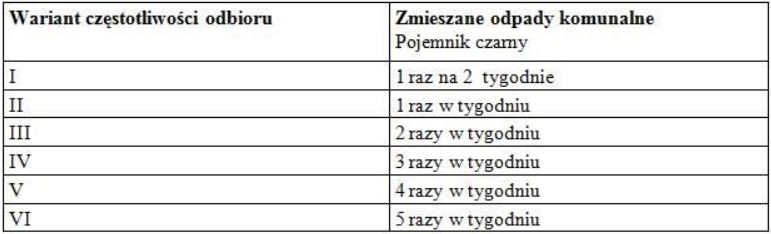 Wariant częstotliwości odbioru
Zmieszane odpady komunalne
Pojemnik czarny
I
1 raz na 2 tygodnie
II
1 raz w tygodniu
III
2 razy w tygodniu
IV
3 razy w tygodniu
V
4 razy w tygodniu
VI
5 razy w tygodniu